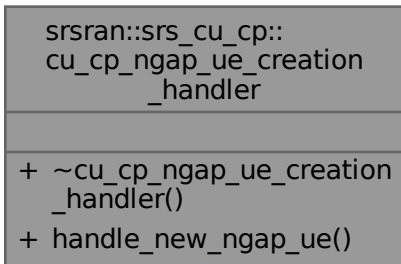 srsran::srs_cu_cp::
cu_cp_ngap_ue_creation
_handler
+ ~cu_cp_ngap_ue_creation
_handler()
+ handle_new_ngap_ue()